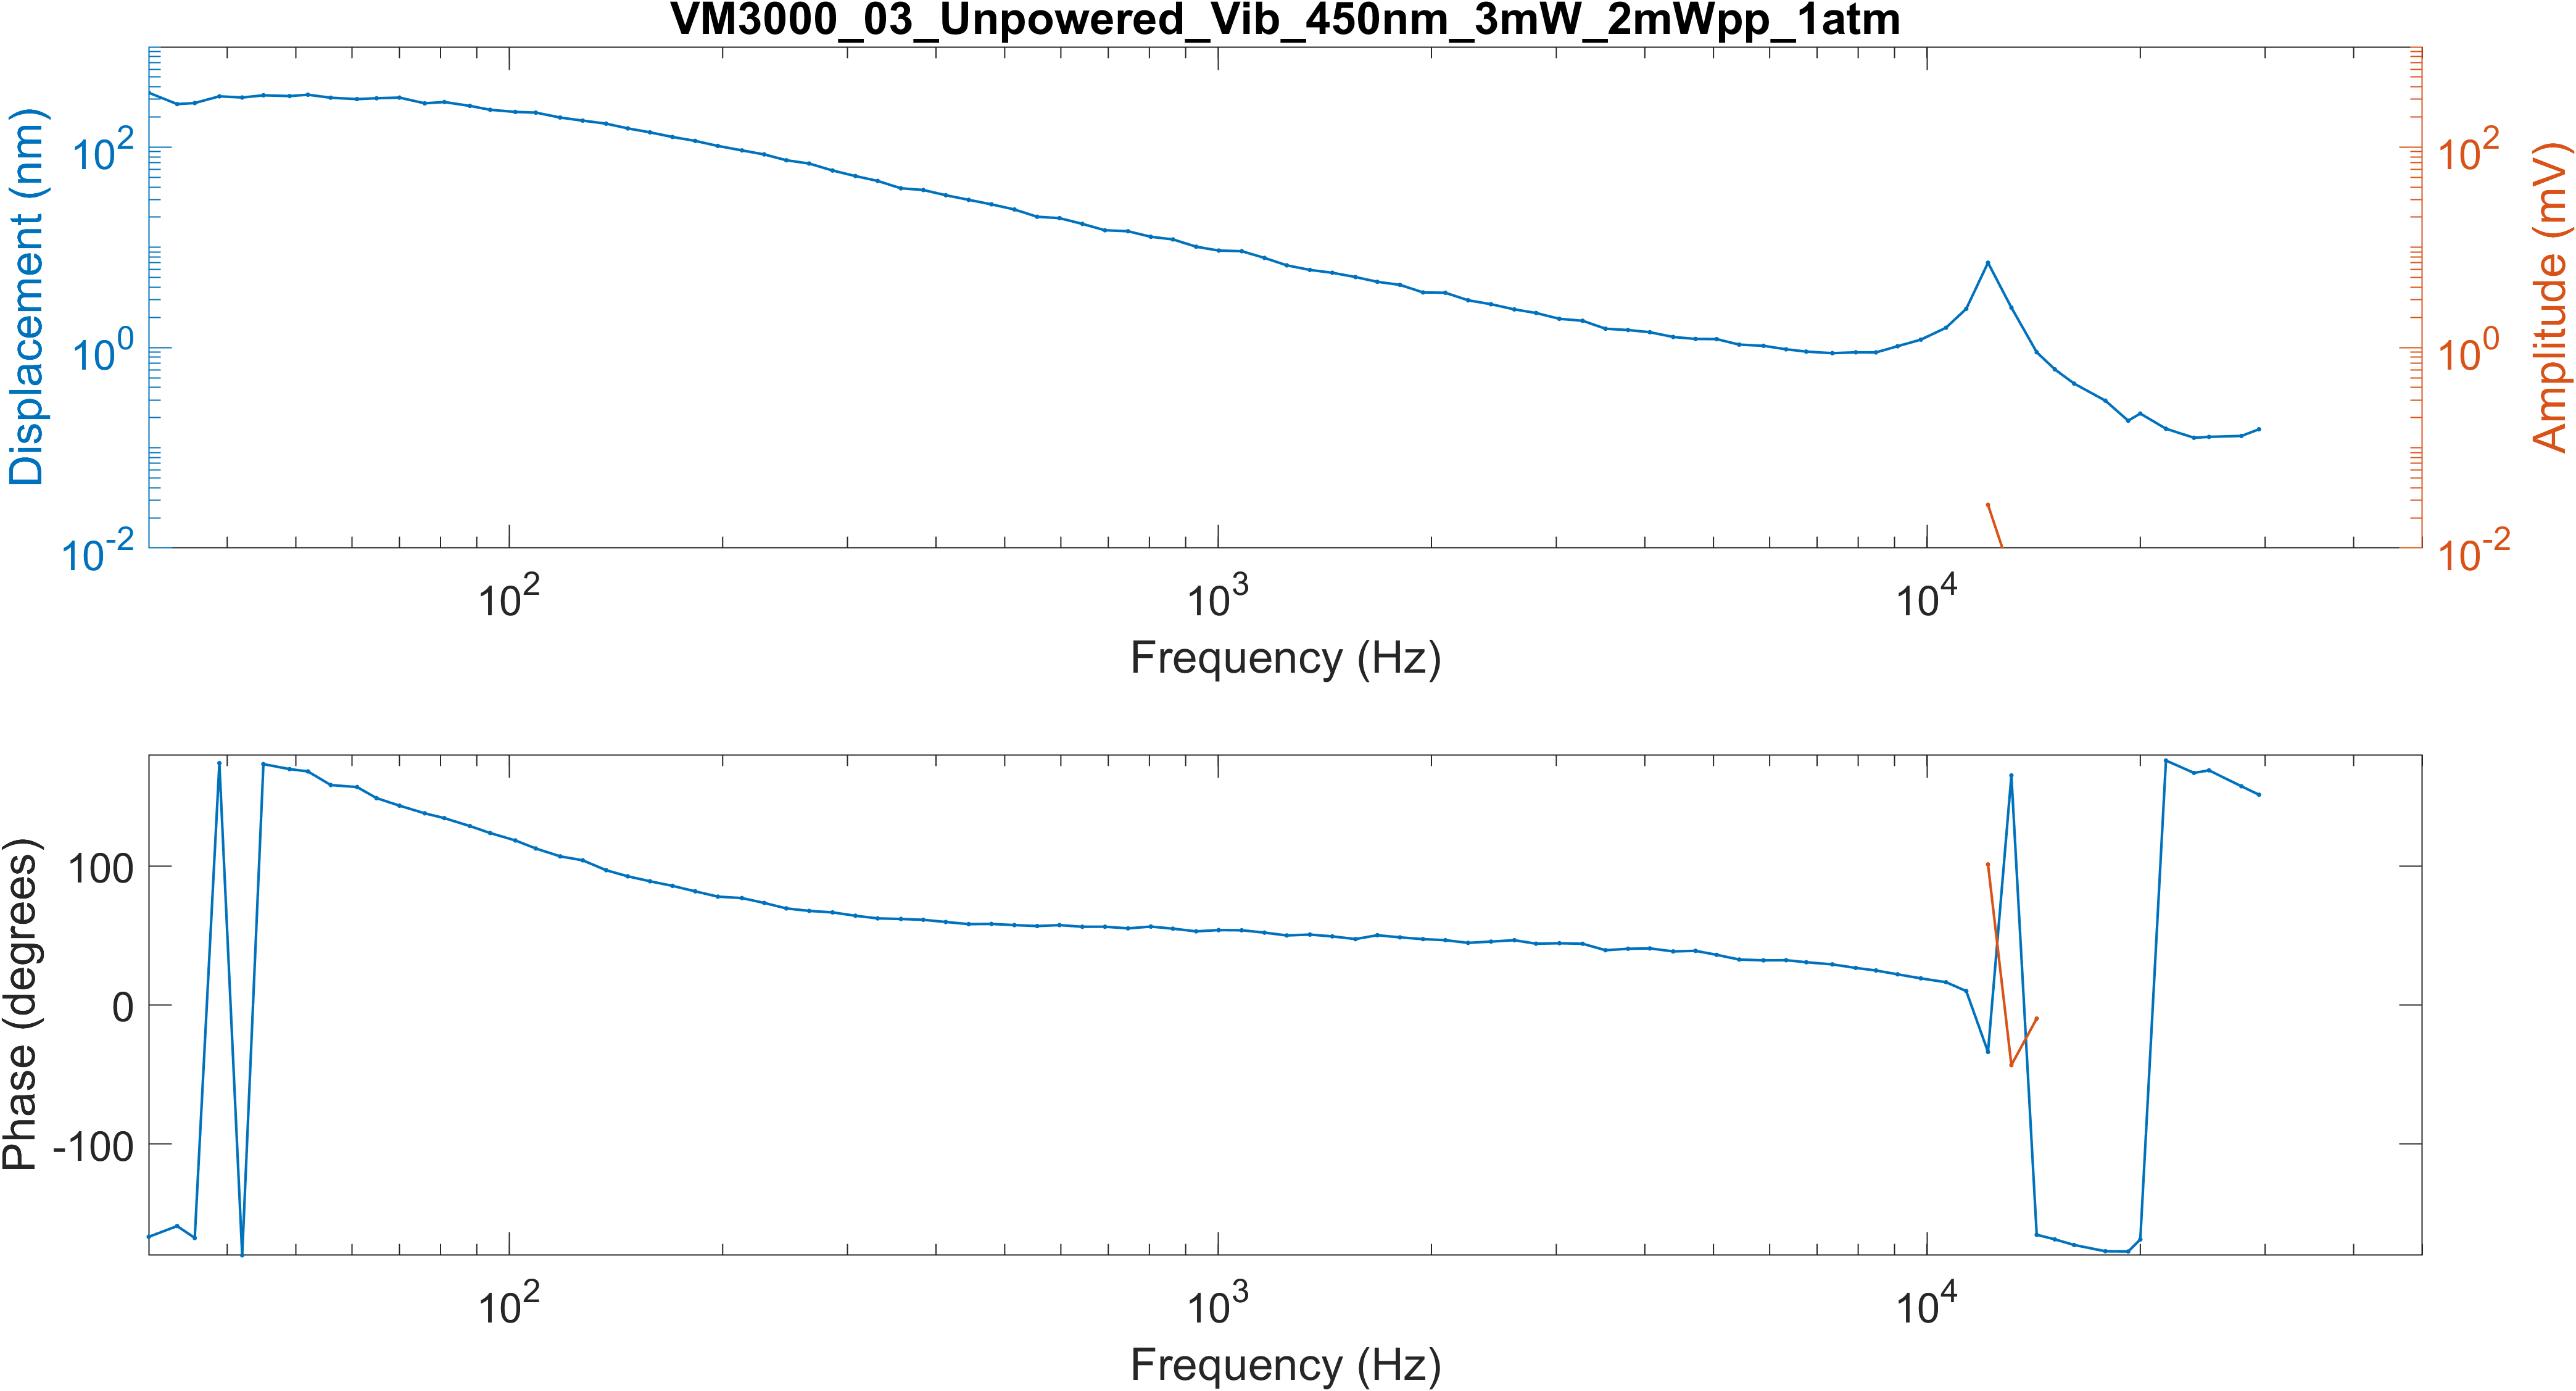 VM3000_03_Unpowered_Vib_450nm_3mW_2mWpp_1atm
Displacement (nm)
10^2
10^0
10^-2
Amplitude (mV)
10^2
10^0
10^-2
10^2 10^3 10^4
Frequency (Hz)
Phase (degrees)
100
0
-100
10^2 10^3 10^4
Frequency (Hz)